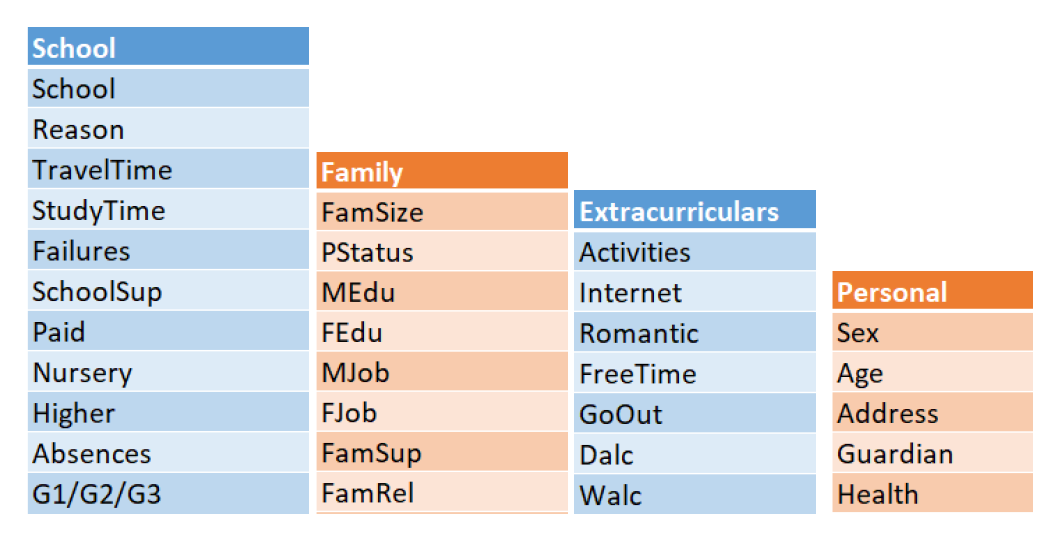 School
School
Reason
TravelTime
StudyTime
Failures
SchoolSup
Paid
Nursery
Higher
Absences
G1/G2/G3
Family
FamSize
PStatus
MEdu
FEdu
MJob
FJob
FamSup
FamRel
Extracurriculars
Activities
Internet
Romantic
FreeTime
GoOut
Dalc
Walc
Personal
Sex
Age
Address
Guardian
Health